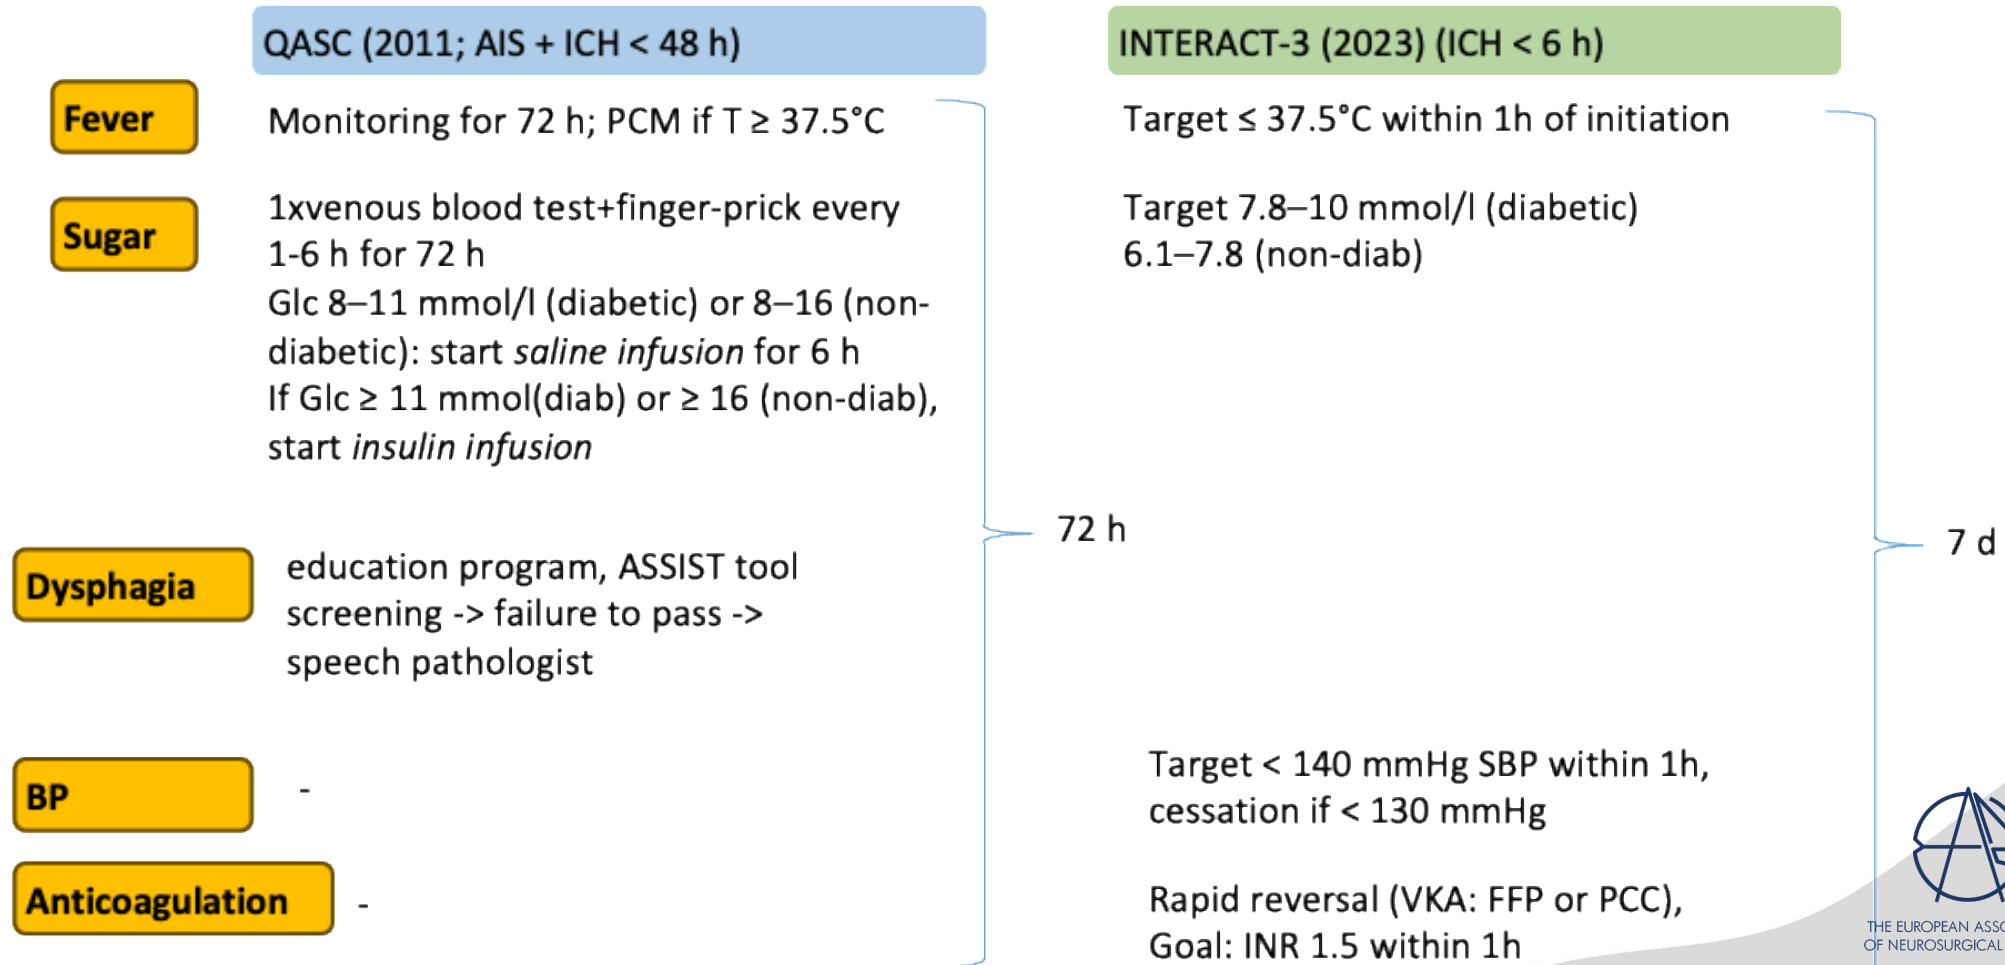 QASC (2011; AIS + ICH < 48 h)
INTERACT-3 (2023) (ICH < 6 h)
Fever
Monitoring for 72 h; PCM if T ≥ 37.5°C
Target ≤ 37.5°C within 1h of initiation
Sugar
1xvenous blood test+finger-prick every
1-6 h for 72 h
Glc 8–11 mmol/l (diabetic) or 8–16 (non-
diabetic): start saline infusion for 6 h
If Glc ≥ 11 mmol(diab) or ≥ 16 (non-diab),
start insulin infusion
Target 7.8–10 mmol/l (diabetic)
6.1–7.8 (non-diab)
72 h
7 d
Dysphagia
education program, ASSIST tool
screening -> failure to pass ->
speech pathologist
BP
-
Target < 140 mmHg SBP within 1h,
cessation if < 130 mmHg
Anticoagulation
-
Rapid reversal (VKA: FFP or PCC),
Goal: INR 1.5 within 1h
THE EUROPEAN ASSO
OF NEUROSURGICAL